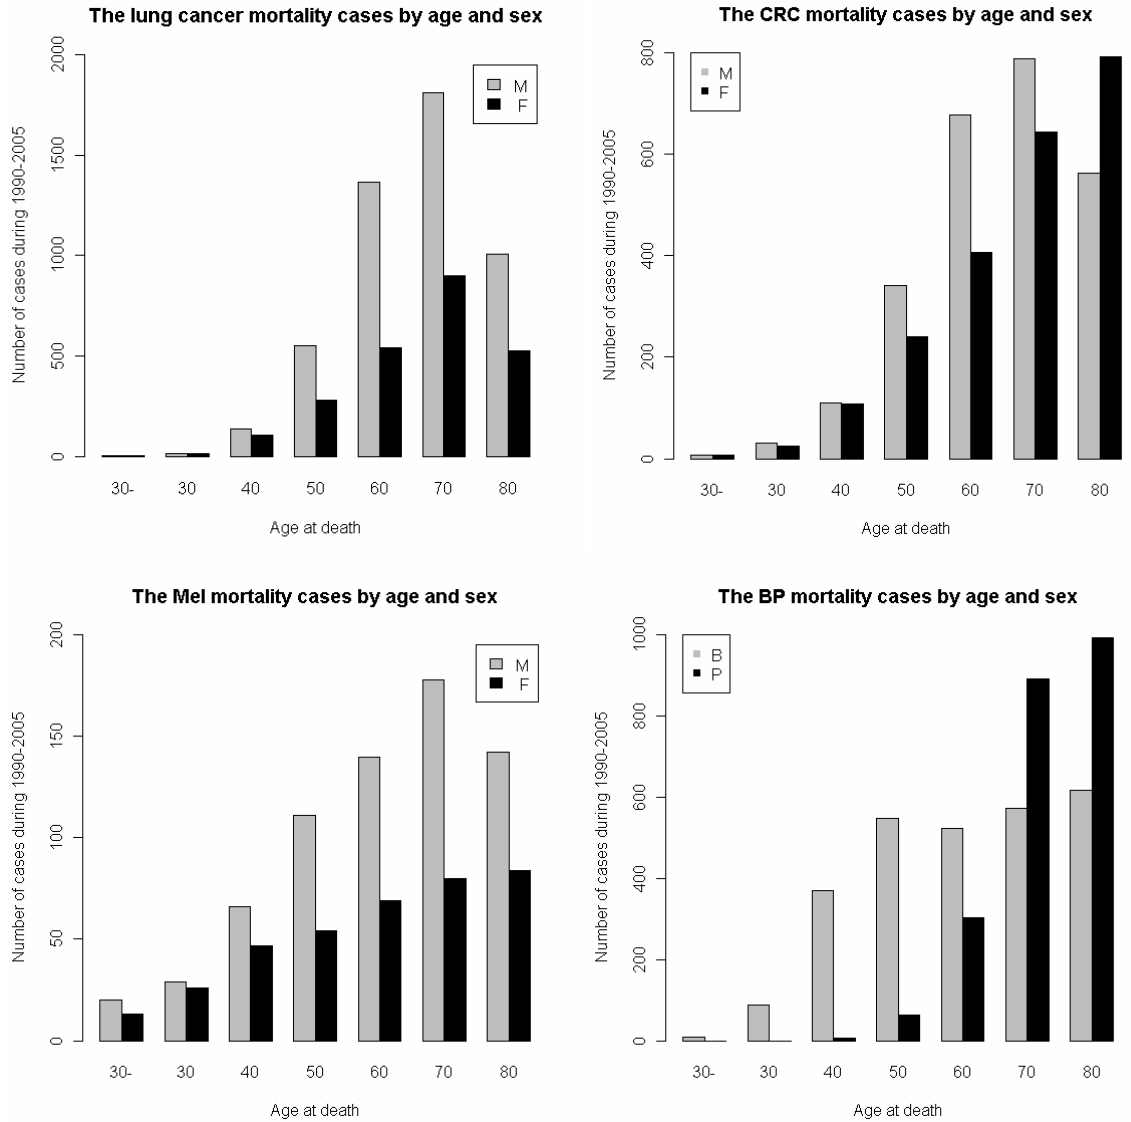 The lung cancer mortality cases by age and sex
Number of cases during 1990-2005
2000
1500
1000
500
0
M
F
30- 30 40 50 60 70 80
Age at death
The CRC mortality cases by age and sex
Number of cases during 1990-2005
800
600
400
200
0
M
F
30- 30 40 50 60 70 80
Age at death
The Mel mortality cases by age and sex
Number of cases during 1990-2005
200
150
100
50
0
M
F
30- 30 40 50 60 70 80
Age at death
The BP mortality cases by age and sex
Number of cases during 1990-2005
1000
800
600
400
200
0
B
P
30- 30 40 50 60 70 80
Age at death